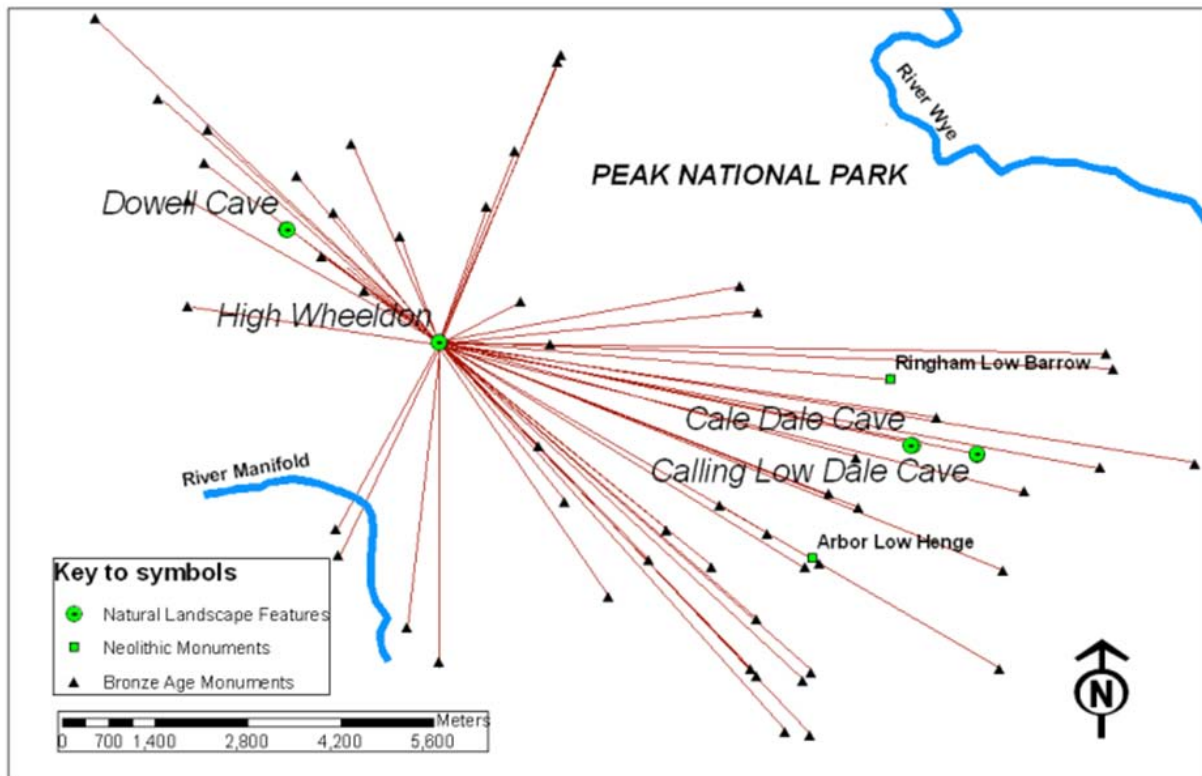 River Wye
PEAK NATIONAL PARK
Dowell Cave
High Wheeldon
Ringham Low Barrow
Cale Dale Cave
Calling Low Dale Cave
River Manifold
Arbor Low Henge
Key to symbols
Natural Landscape Features
Neolithic Monuments
Bronze Age Monuments
Meters
0 700 1,400 2,800 4,200 5,600
N